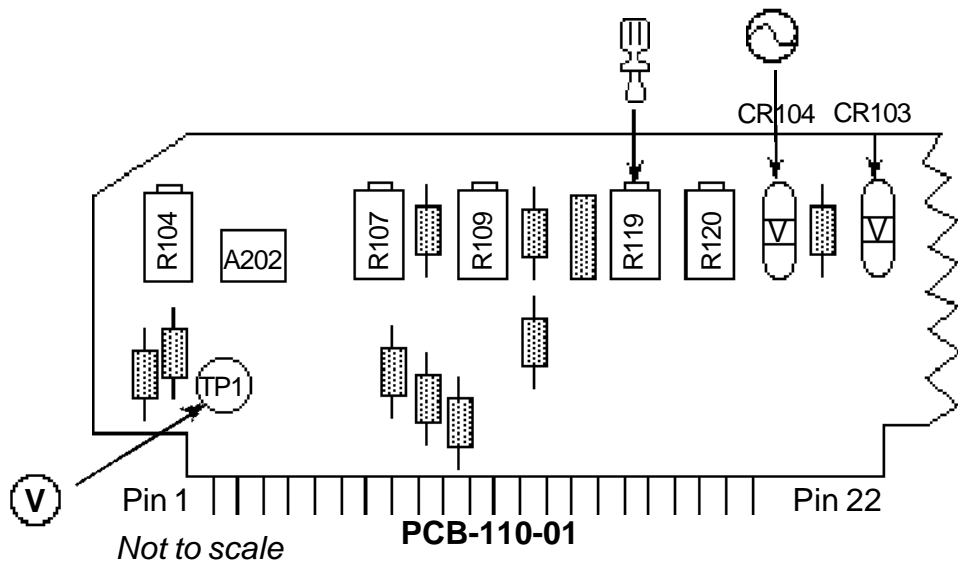 CR104
CR103
R104
A202
R107
R109
R119
R120
V
V
TP1
V
Pin 1
Pin 22
PCB-110-01
Not to scale